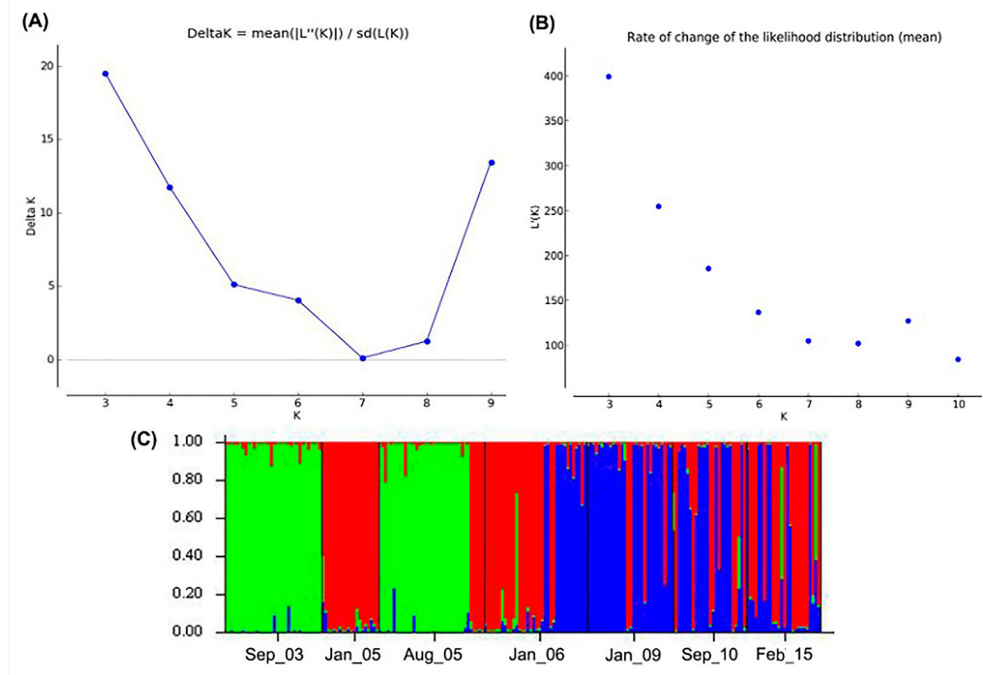 (A)
DeltaK = mean(|L''(K)|) / sd(L(K))
20
15
10
5
0
Delta K
3 4 5 6 7 8 9
K
(B)
Rate of change of the likelihood distribution (mean)
400
350
300
250
200
150
100
L'(K)
3 4 5 6 7 8 9 10
K
(C)
1.00
0.80
0.60
0.40
0.20
0.00
Sep_03 Jan_05 Aug_05 Jan_06 Jan_09 Sep_10 Feb_15